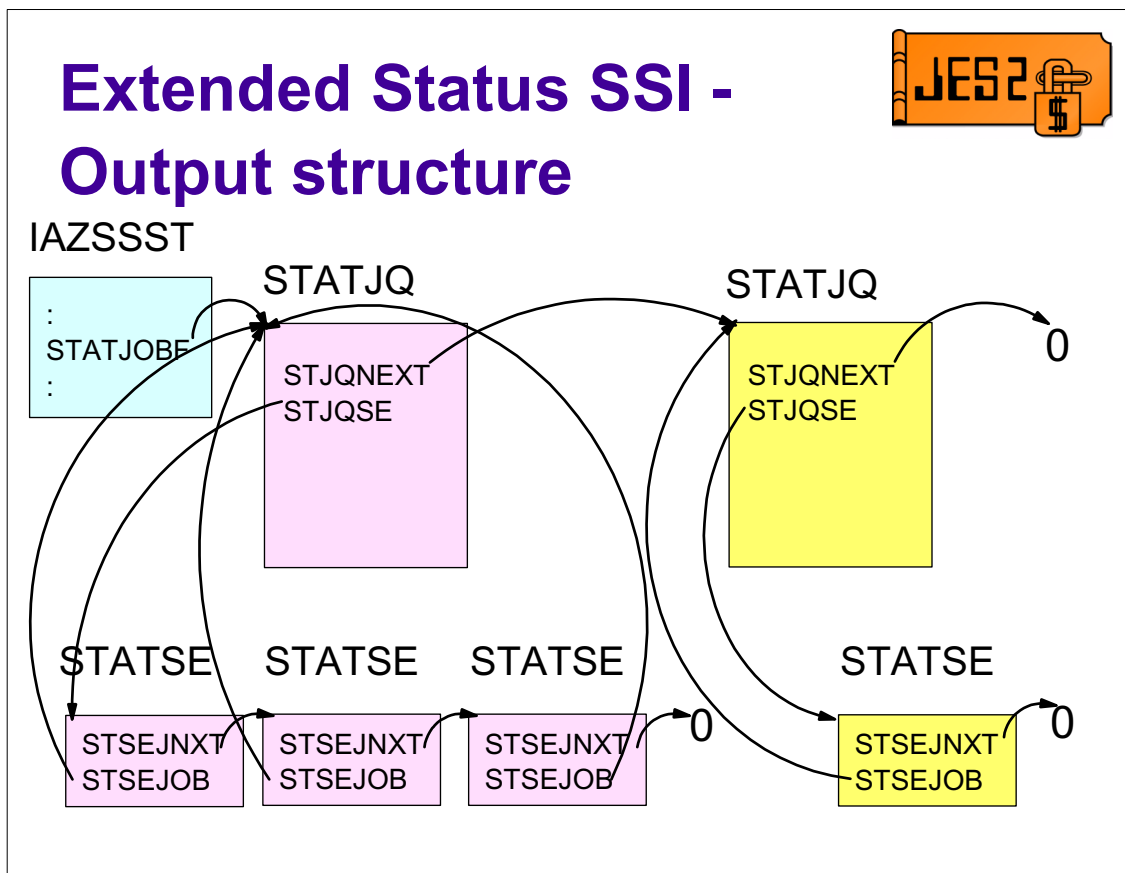 Extended Status SSI -
Output structure
JES2
$
IAZSSST
:
STATJOBF
:
STATJQ
STJQNEXT
STJQSE
STATJQ
STJQNEXT
STJQSE
0
STATSE
STATSE
STATSE
STATSE
STSEJNXT
STSEJOB
STSEJNXT
STSEJOB
STSEJNXT
STSEJOB
0
STSEJNXT
STSEJOB
0